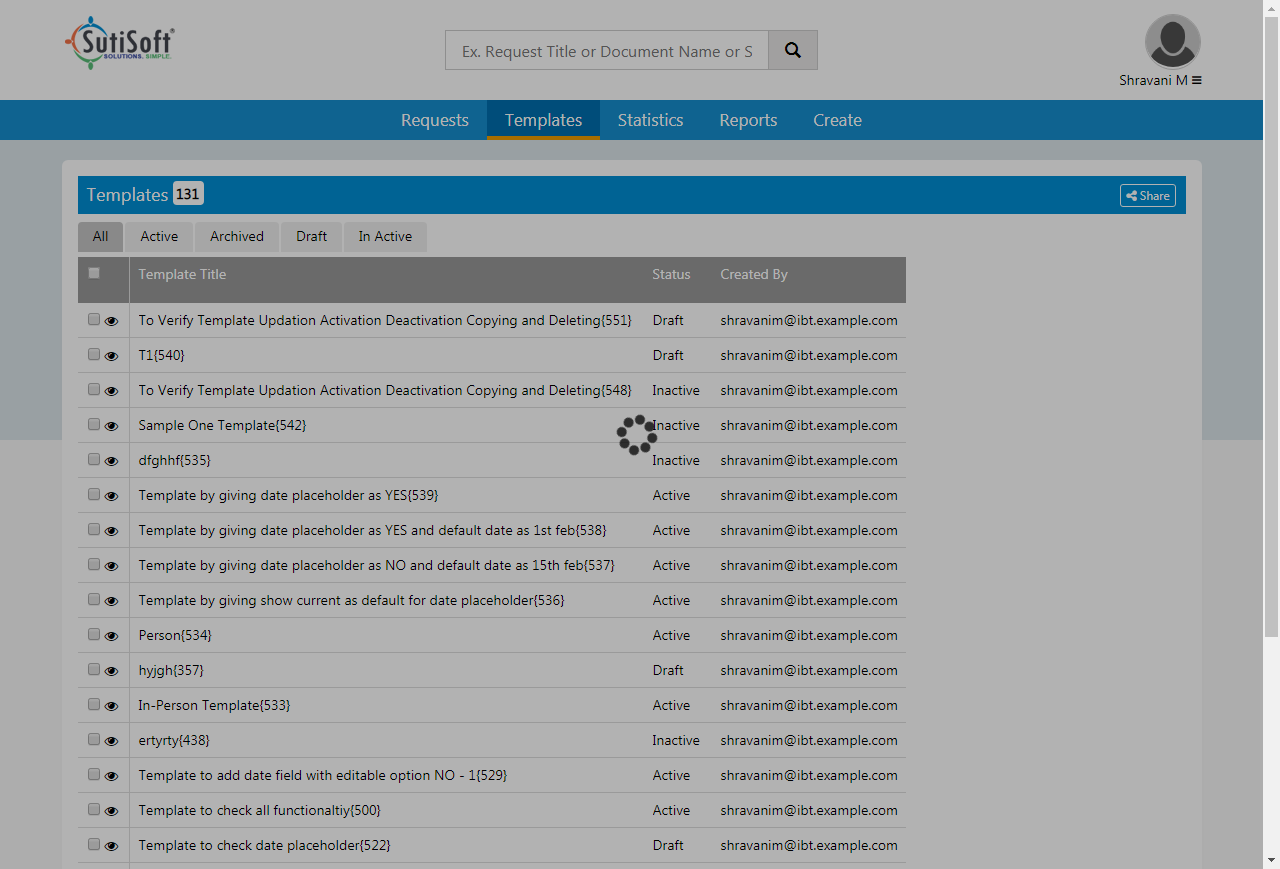 SutiSoft®
SOLUTIONS. SIMPLE.
Ex. Request Title or Document Name or S
Shravani M
Requests Templates Statistics Reports Create
Templates 131 Share
All Active Archived Draft In Active
Template Title Status Created By
To Verify Template Updation Activation Deactivation Copying and Deleting{551} Draft shravanim@ibt.example.com
T1{540} Draft shravanim@ibt.example.com
To Verify Template Updation Activation Deactivation Copying and Deleting{548} Inactive shravanim@ibt.example.com
Sample One Template{542} Inactive shravanim@ibt.example.com
dfghhf{535} Inactive shravanim@ibt.example.com
Template by giving date placeholder as YES{539} Active shravanim@ibt.example.com
Template by giving date placeholder as YES and default date as 1st feb{538} Active shravanim@ibt.example.com
Template by giving date placeholder as NO and default date as 15th feb{537} Active shravanim@ibt.example.com
Template by giving show current as default for date placeholder{536} Active shravanim@ibt.example.com
Person{534} Active shravanim@ibt.example.com
hyjgh{357} Draft shravanim@ibt.example.com
In-Person Template{533} Active shravanim@ibt.example.com
ertyrty{438} Inactive shravanim@ibt.example.com
Template to add date field with editable option NO - 1{529} Active shravanim@ibt.example.com
Template to check all functionaltiy{500} Active shravanim@ibt.example.com
Template to check date placeholder{522} Draft shravanim@ibt.example.com